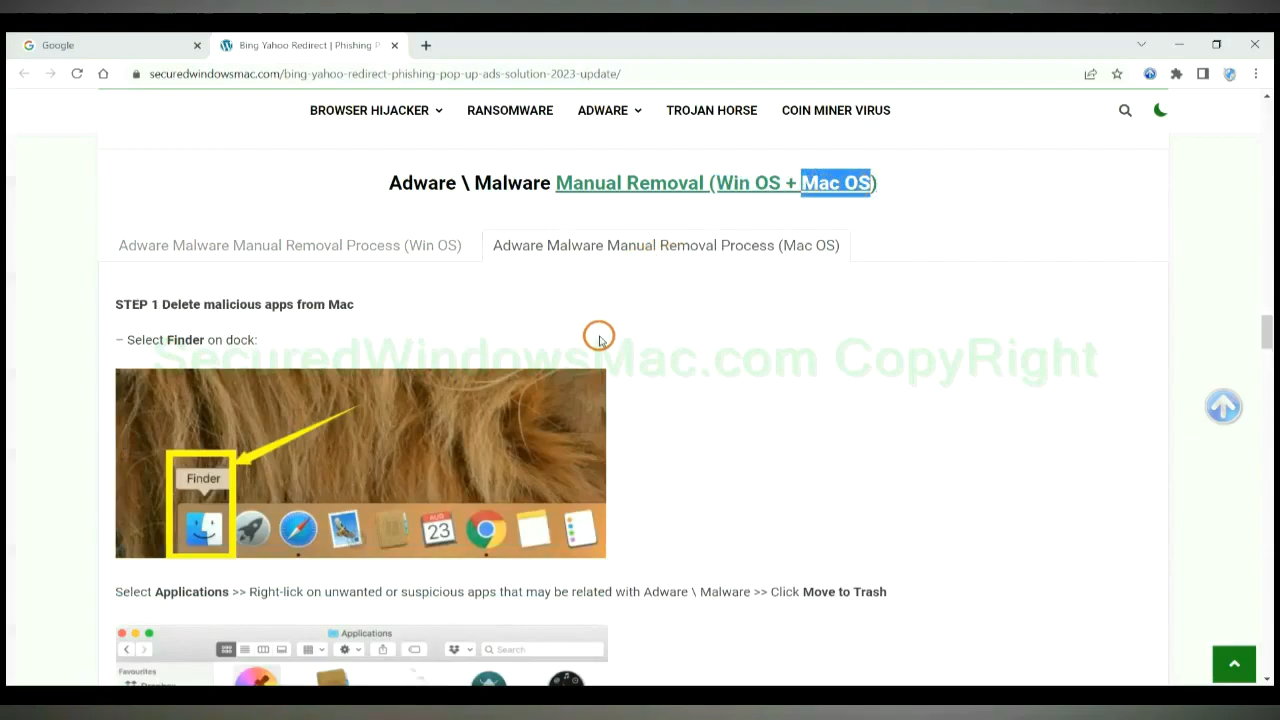 Google
Bing Yahoo Redirect | Phishing P
securedwindowsmac.com/bing-yahoo-redirect-phishing-pop-up-ads-solution-2023-update/
BROWSER HIJACKER RANSOMWARE ADWARE TROJAN HORSE COIN MINER VIRUS
Adware \ Malware Manual Removal (Win OS + Mac OS)
Adware Malware Manual Removal Process (Win OS) Adware Malware Manual Removal Process (Mac OS)
STEP 1 Delete malicious apps from Mac
– Select Finder on dock:
SecuredWindowsMac.com CopyRight
Finder
AUG
23
Select Applications >> Right-lick on unwanted or suspicious apps that may be related with Adware \ Malware >> Click Move to Trash
Applications
Search
Favourites